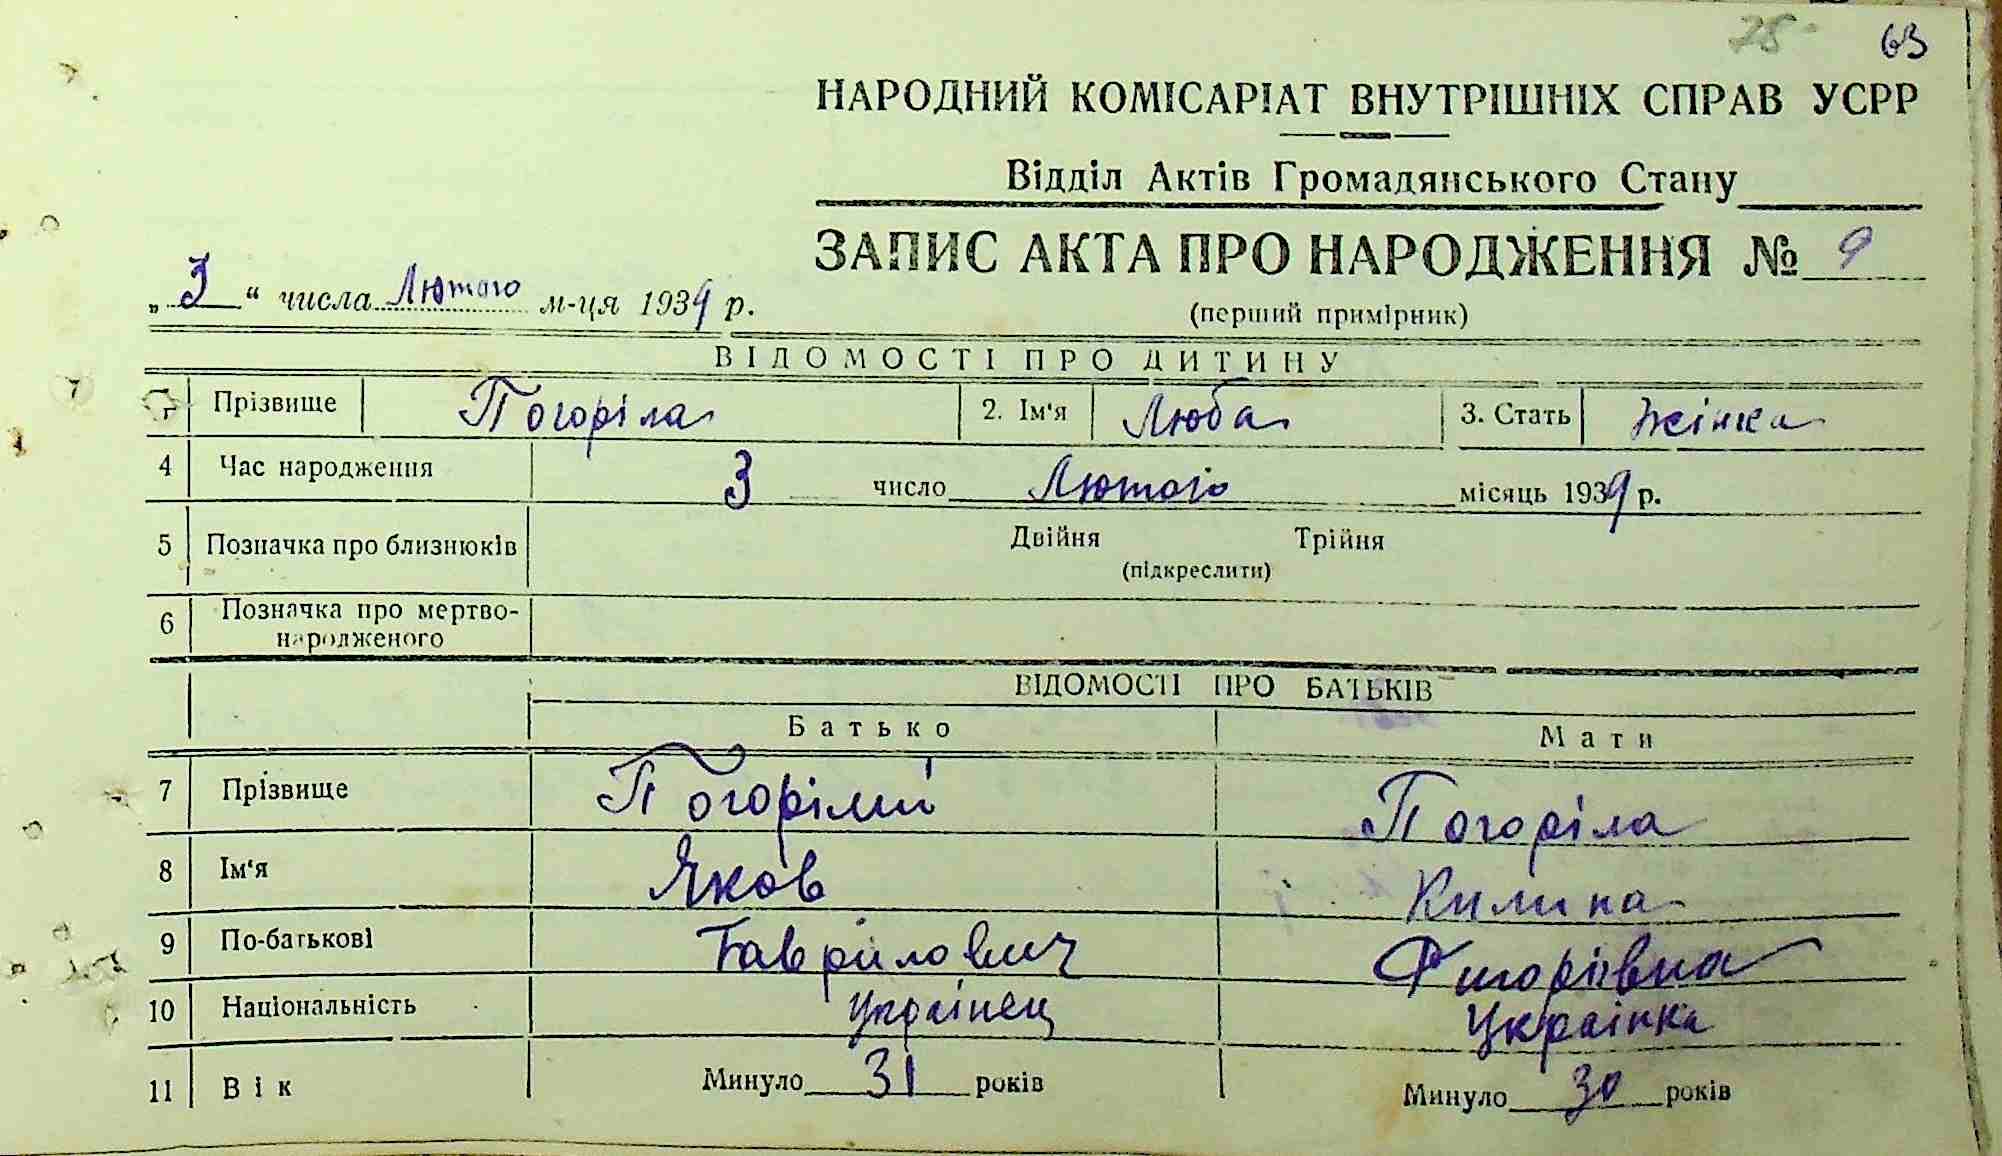 75 63
НАРОДНИЙ КОМІСАРІАТ ВНУТРІШНІХ СПРАВ УСРР
Відділ Актів Громадянського Стану
ЗАПИС АКТА ПРО НАРОДЖЕННЯ № 9
„3“ числа Лютого м-ця 1939 р.
(перший примірник)
ВІДОМОСТІ ПРО ДИТИНУ
Прізвище Погоріла 2. Ім'я Люба 3. Стать жінка
4 Час народження 3 число Лютого місяць 1939 р.
5 Позначка про близнюків Двійня Трійня
(підкреслити)
6 Позначка про мертво-
народженого
ВІДОМОСТІ ПРО БАТЬКІВ
Батько Мати
7 Прізвище Погорілий Погоріла
8 Ім'я Яков Килина
9 По-батькові Гаврилович
10 Національність Українец Українка
11 Вік Минуло 31 років Минуло 30 років